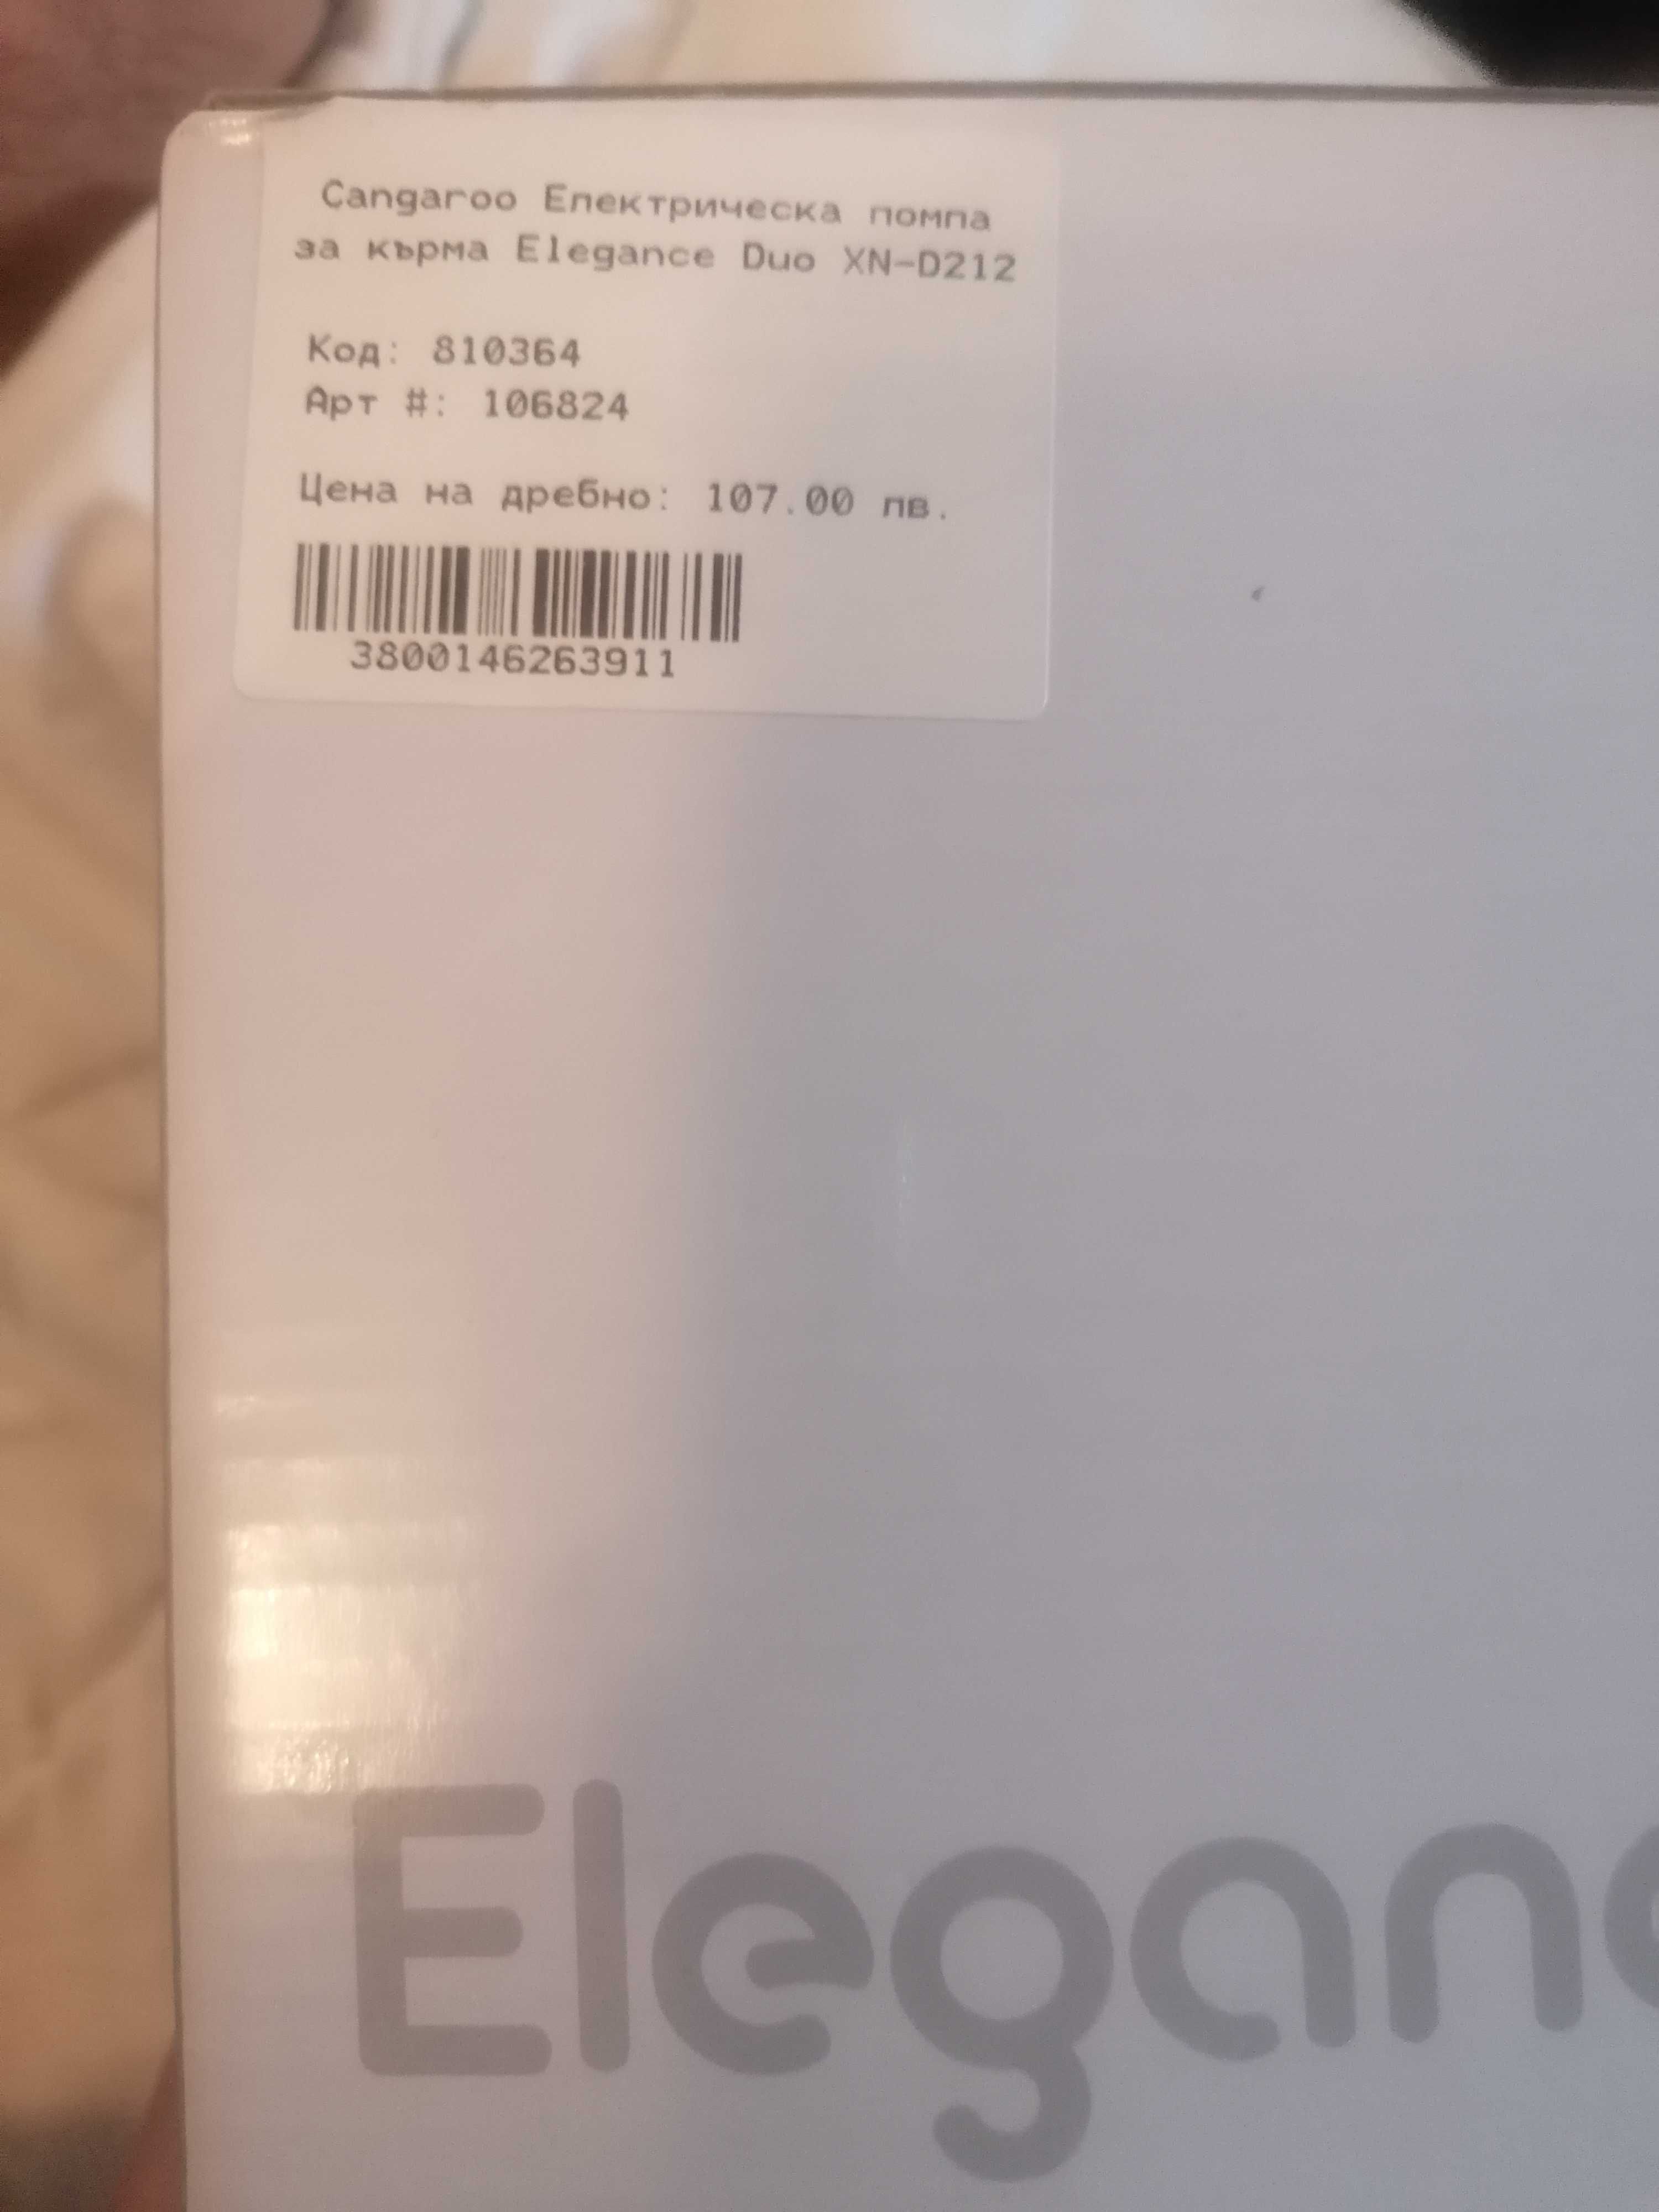 Cangaroo Електрическа помпа
за кърма Elegance Duo XN-D212
Код: 810364
Арт #: 106824
Цена на дребно: 107.00 лв.
3800146263911
Elegan